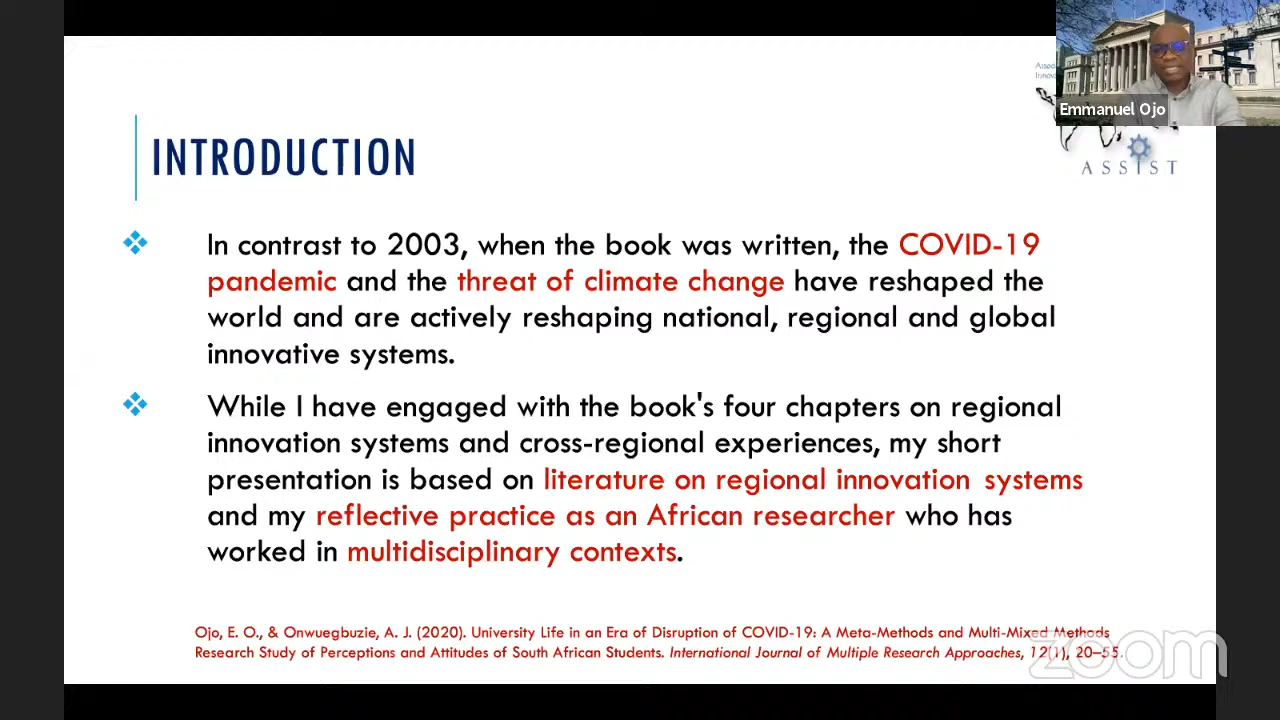 Emmanuel Ojo
ASSIST
INTRODUCTION
In contrast to 2003, when the book was written, the COVID-19
pandemic and the threat of climate change have reshaped the
world and are actively reshaping national, regional and global
innovative systems.
While I have engaged with the book's four chapters on regional
innovation systems and cross-regional experiences, my short
presentation is based on literature on regional innovation systems
and my reflective practice as an African researcher who has
worked in multidisciplinary contexts.
Ojo, E. O., & Onwuegbuzie, A. J. (2020). University Life in an Era of Disruption of COVID-19: A Meta-Methods and Multi-Mixed Methods
Research Study of Perceptions and Attitudes of South African Students. International Journal of Multiple Research Approaches, 12(1), 20–55.
zoom